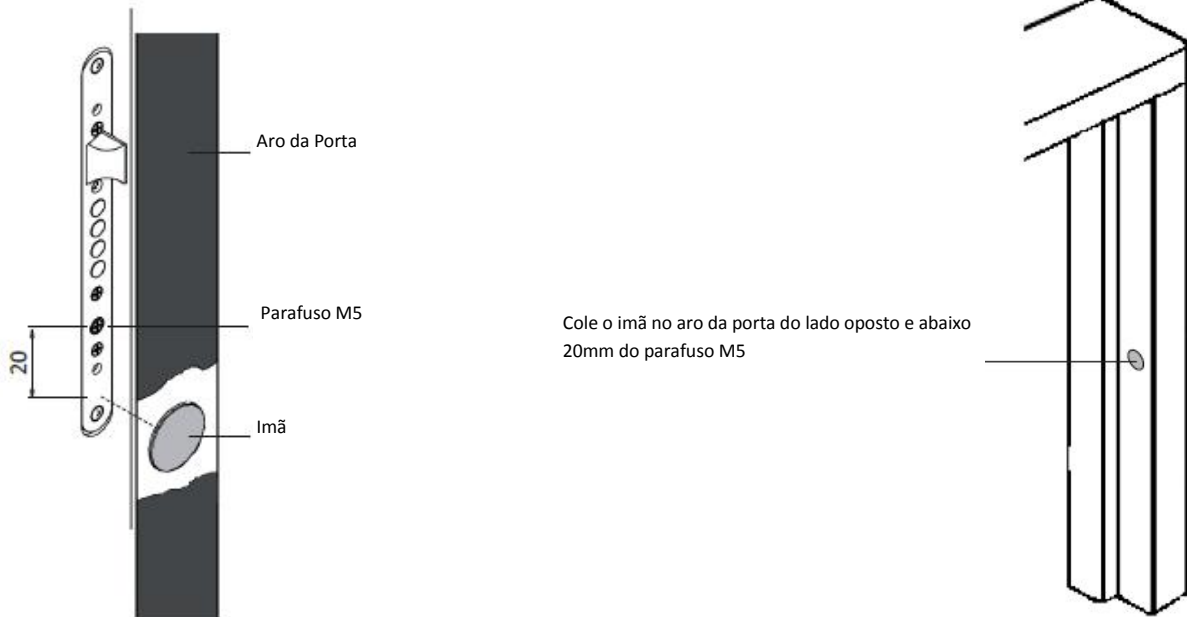 Aro da Porta
Parafuso M5
20
Imã
Cole o imã no aro da porta do lado oposto e abaixo
20mm do parafuso M5